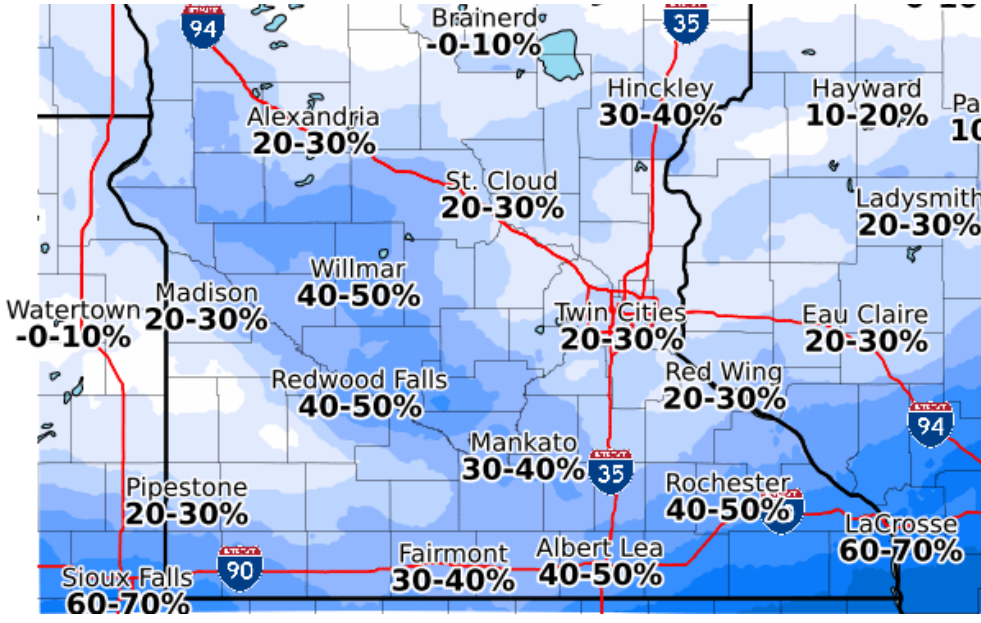 94
Brainerd
-0-10%
35
Hinckley
30-40%
Hayward
10-20%
Alexandria
20-30%
St. Cloud
20-30%
Ladysmith
20-30%
Willmar
40-50%
Madison
20-30%
Watertown
-0-10%
Twin Cities
20-30%
Eau Claire
20-30%
Redwood Falls
40-50%
Red Wing
20-30%
94
Mankato
30-40%
35
Pipestone
20-30%
Rochester
40-50%
LaCrosse
60-70%
90
Fairmont
30-40%
Albert Lea
40-50%
Sioux Falls
60-70%